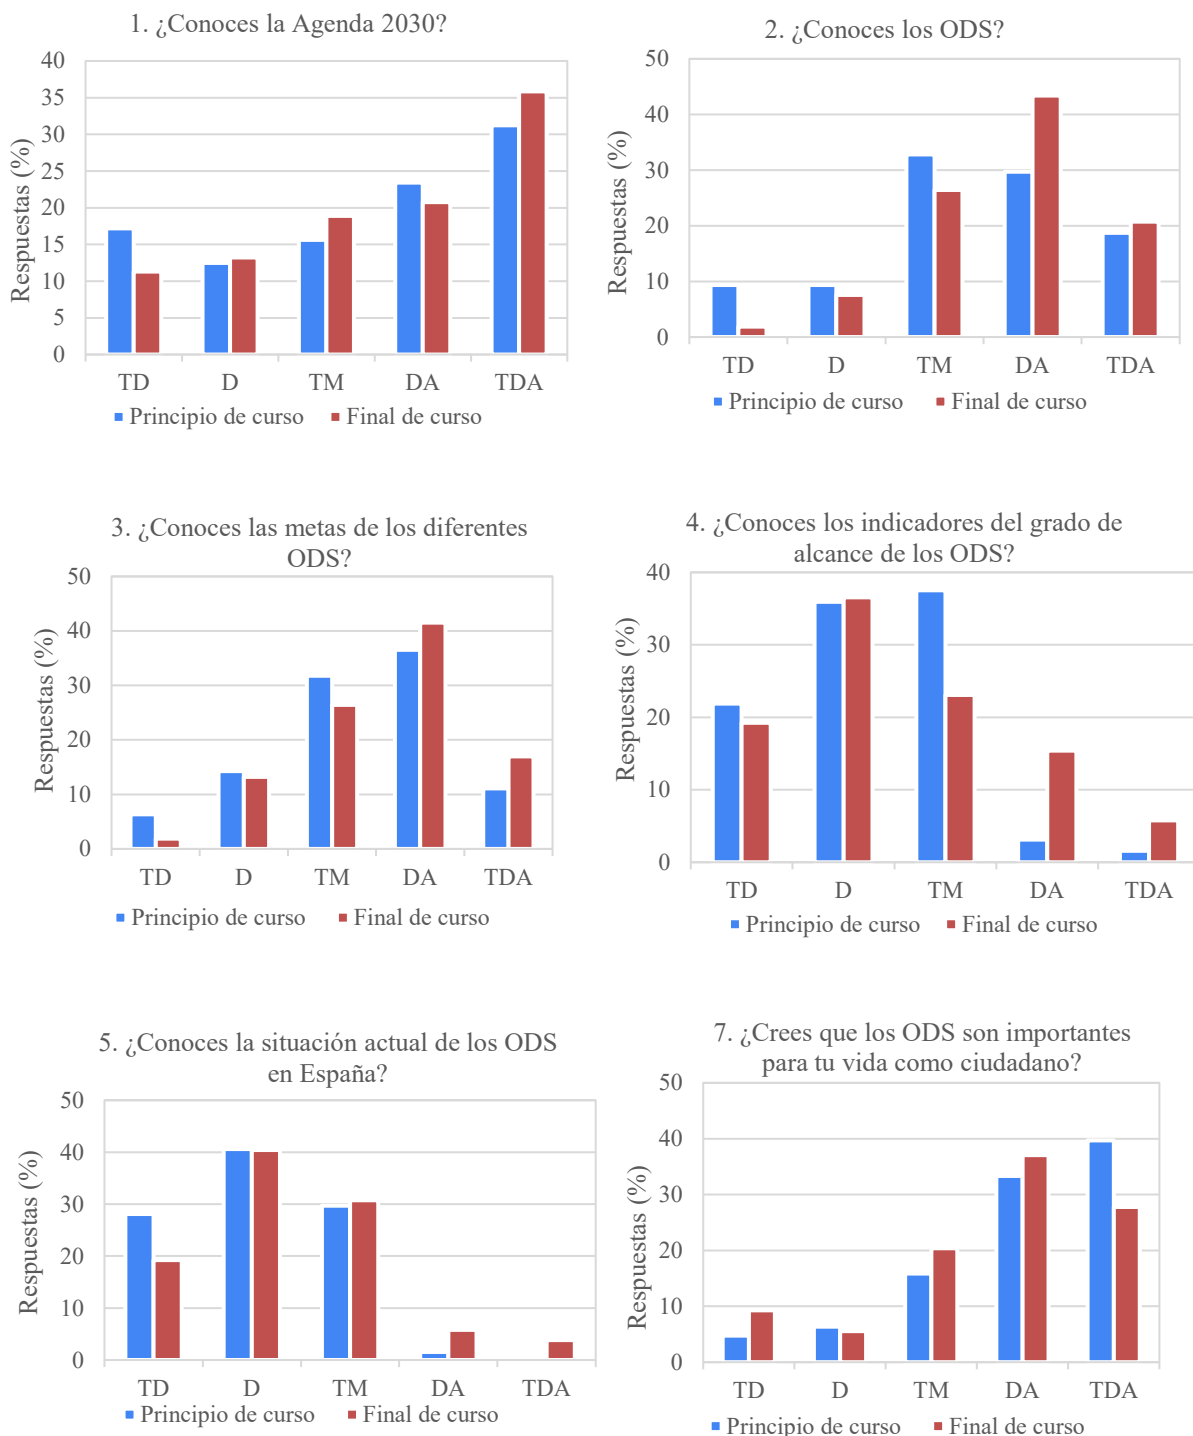 1. ¿Conoces la Agenda 2030?
Respuestas (%)
40
35
30
25
20
15
10
5
0
TD D TM DA TDA
Principio de curso Final de curso
2. ¿Conoces los ODS?
Respuestas (%)
50
40
30
20
10
0
TD D TM DA TDA
Principio de curso Final de curso
3. ¿Conoces las metas de los diferentes
ODS?
Respuestas (%)
50
40
30
20
10
0
TD D TM DA TDA
Principio de curso Final de curso
4. ¿Conoces los indicadores del grado de
alcance de los ODS?
Respuestas (%)
40
30
20
10
0
TD D TM DA TDA
Principio de curso Final de curso
5. ¿Conoces la situación actual de los ODS
en España?
Respuestas (%)
50
40
30
20
10
0
TD D TM DA TDA
Principio de curso Final de curso
7. ¿Crees que los ODS son importantes
para tu vida como ciudadano?
Respuestas (%)
50
40
30
20
10
0
TD D TM DA TDA
Principio de curso Final de curso